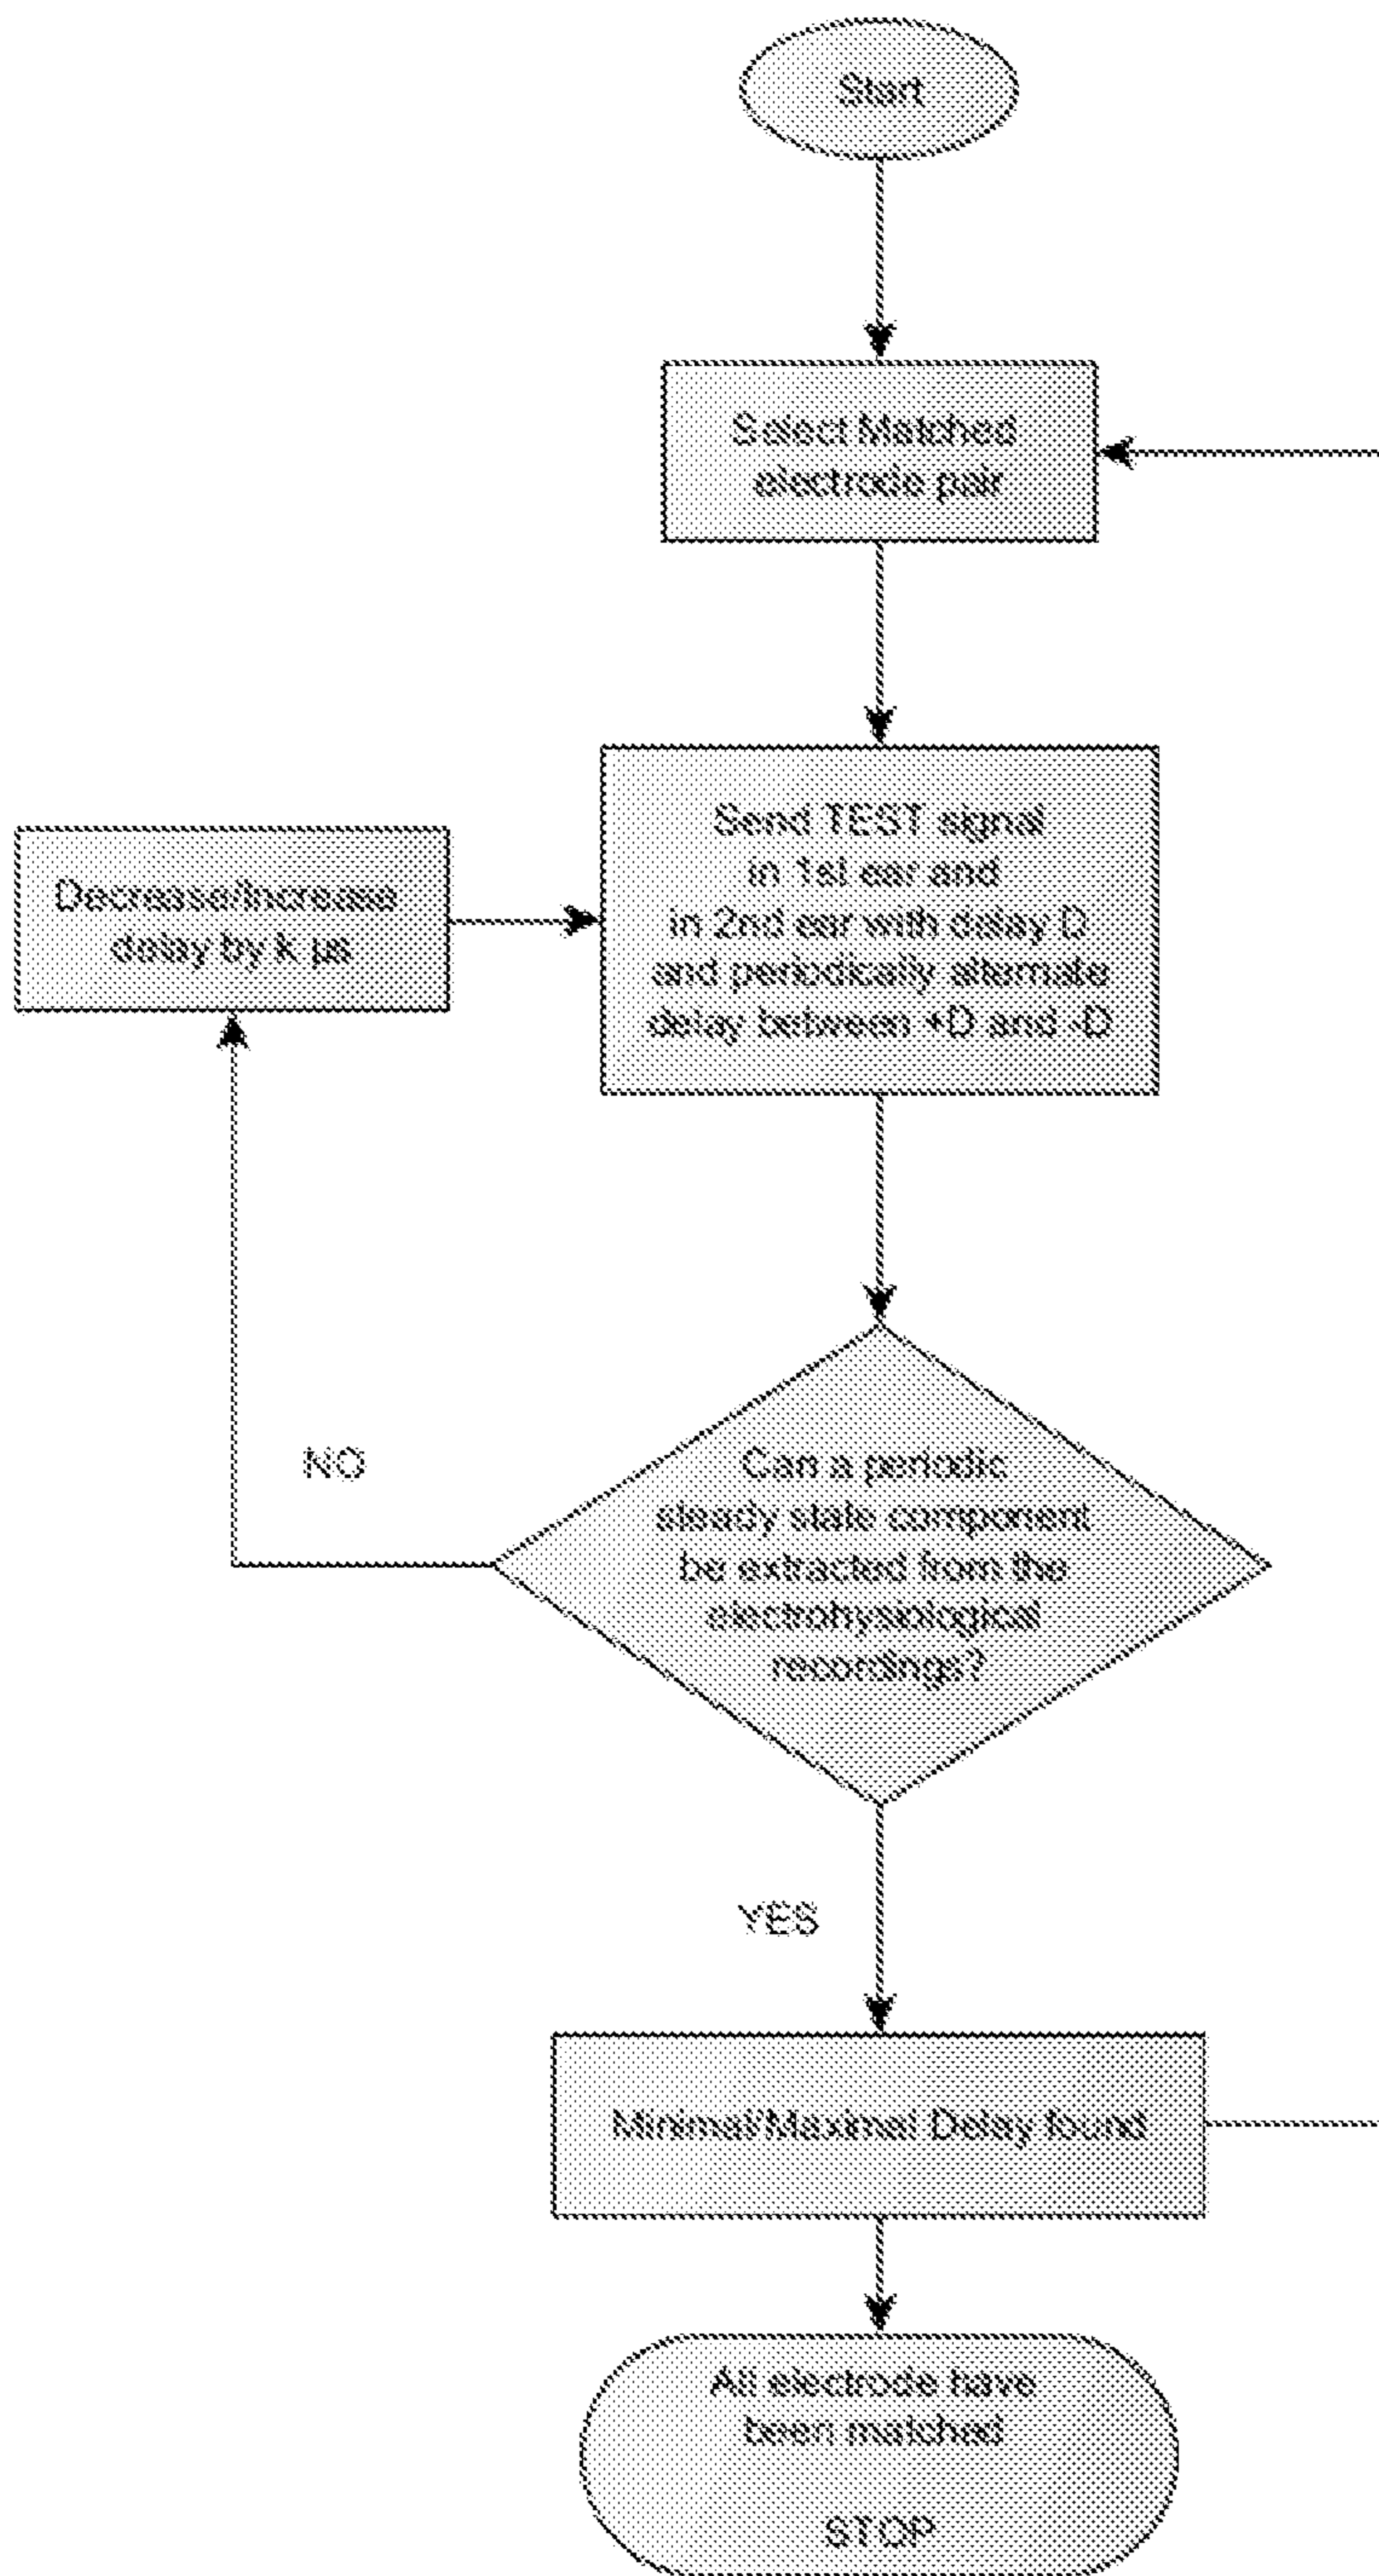 Start
Select Matched
electrode pair
Send TEST signal
in 1st ear and
in 2nd ear with delay D
and periodically alternate
delay between +D and -D
Decrease/Increase
delay by k µs
Can a periodic
steady state component
be extracted from the
electrohysiological
recordings?
NO
YES
Minimal/Maximal Delay found
All electrode have
been matched
STOP